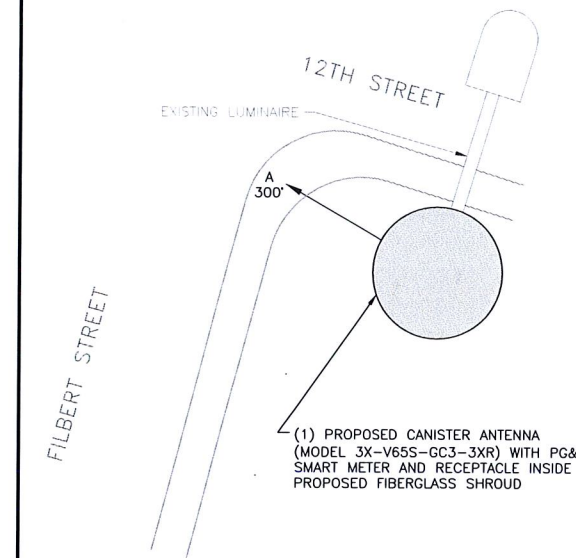 12TH STREET
EXISTING LUMINAIRE
A
300'
FILBERT STREET
(1) PROPOSED CANISTER ANTENNA
(MODEL 3X-V65S-GC3-3XR) WITH PG&
SMART METER AND RECEPTACLE INSIDE
PROPOSED FIBERGLASS SHROUD